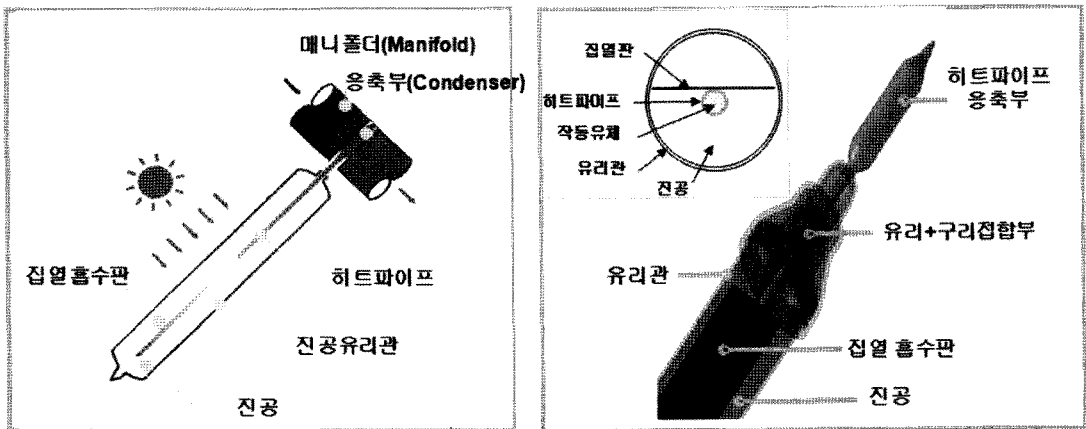 매니폴더(Manifold)
응축부(Condenser)
집열흡수판
히트파이프
진공유리관
진공
집열판
히트파이프
작동유체
유리관
진공
히트파이프
응축부
유리+구리접합부
유리관
집열 흡수판
진공